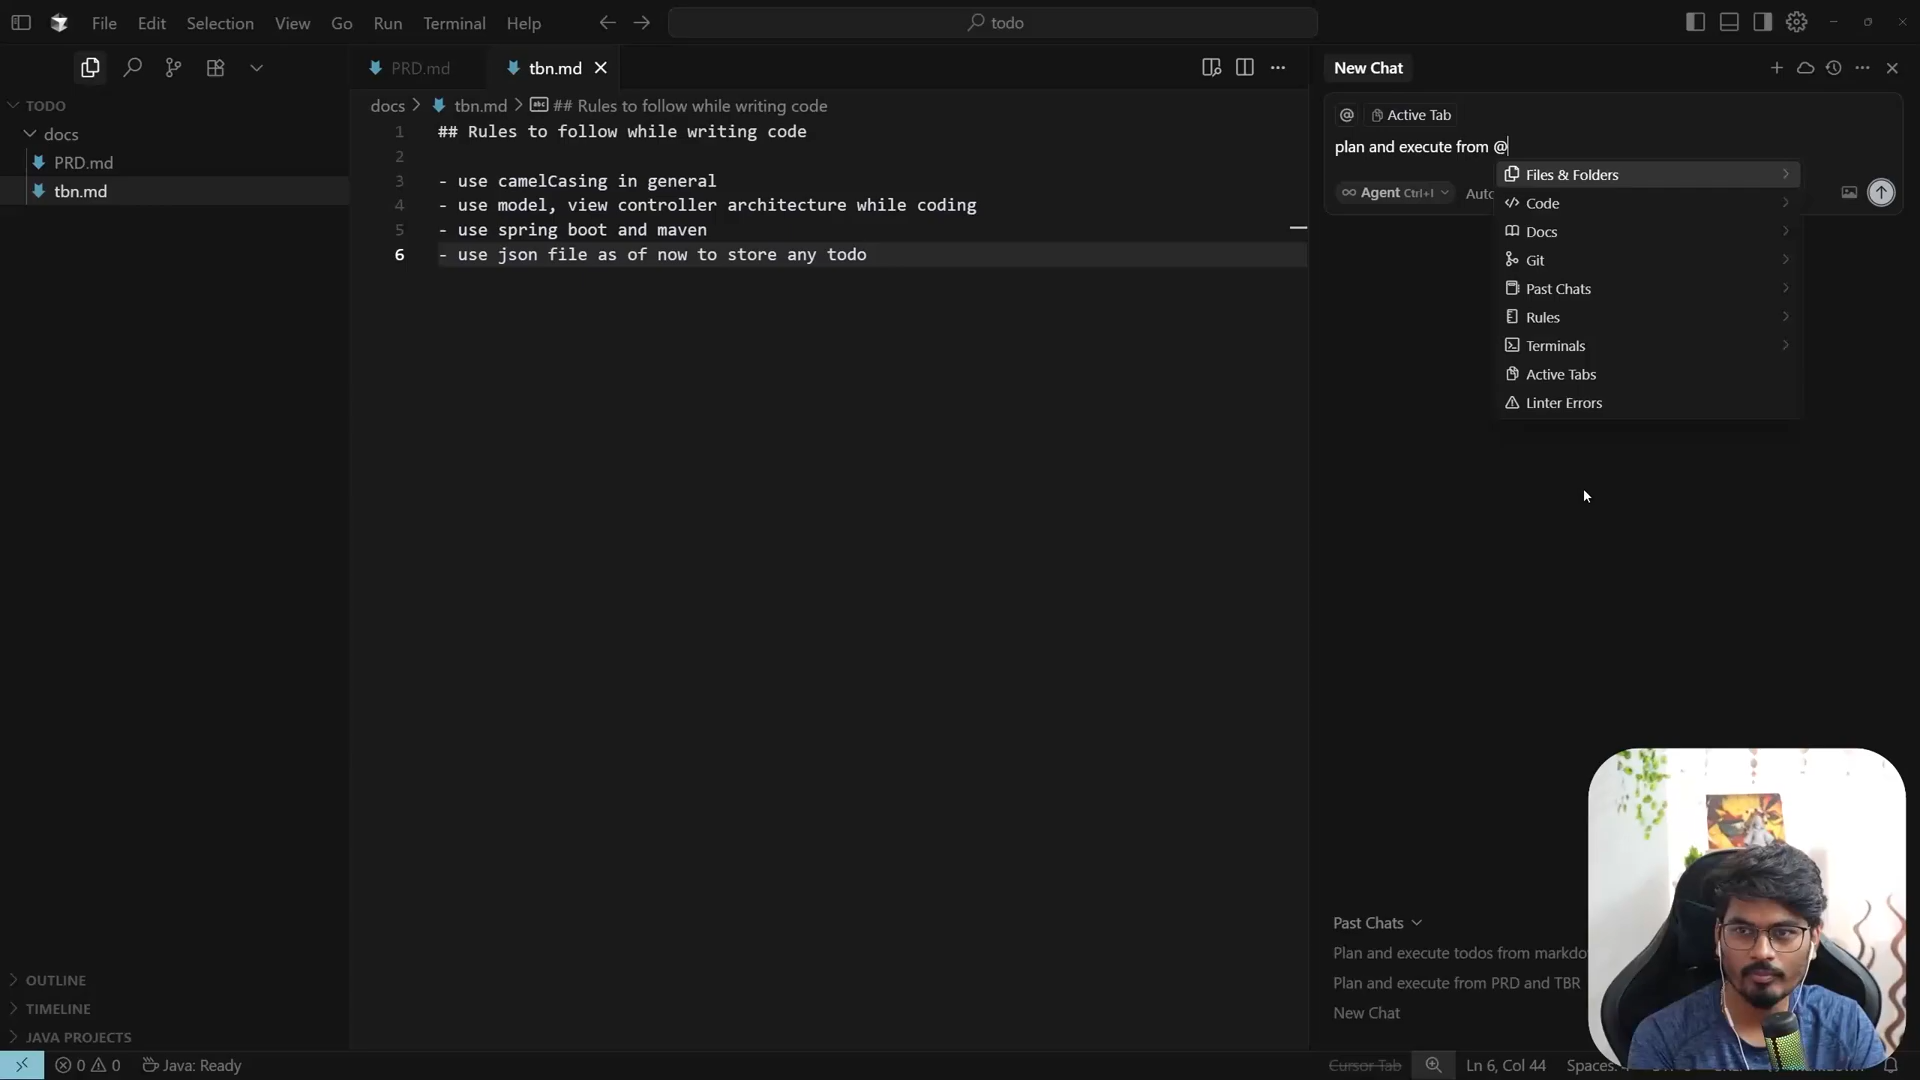 File Edit Selection View Go Run Terminal Help
todo
TODO
docs
PRD.md
tbn.md
OUTLINE
TIMELINE
JAVA PROJECTS
PRD.md
tbn.md
docs > tbn.md > ## Rules to follow while writing code
1 ## Rules to follow while writing code
2
3 - use camelCasing in general
4 - use model, view controller architecture while coding
5 - use spring boot and maven
6 - use json file as of now to store any todo
New Chat
@ Active Tab
plan and execute from @
Agent Ctrl+I
Files & Folders
Code
Docs
Git
Past Chats
Rules
Terminals
Active Tabs
Linter Errors
Past Chats
Plan and execute todos from
Plan and execute from PRD and TBR
New Chat
0 0 Java: Ready
Cursor Tab
Ln 6, Col 44